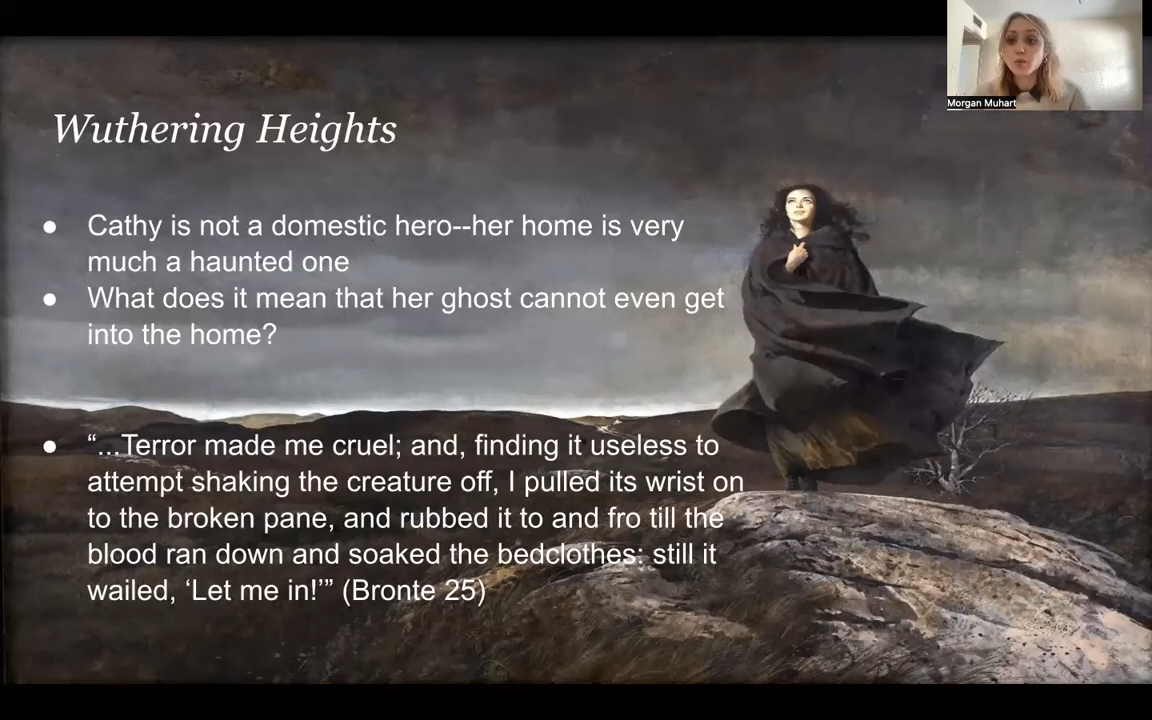 Morgan Muhart
Wuthering Heights
● Cathy is not a domestic hero--her home is very
much a haunted one
● What does it mean that her ghost cannot even get
into the home?
● “...Terror made me cruel; and, finding it useless to
attempt shaking the creature off, I pulled its wrist on
to the broken pane, and rubbed it to and fro till the
blood ran down and soaked the bedclothes: still it
wailed, ‘Let me in!’” (Bronte 25)